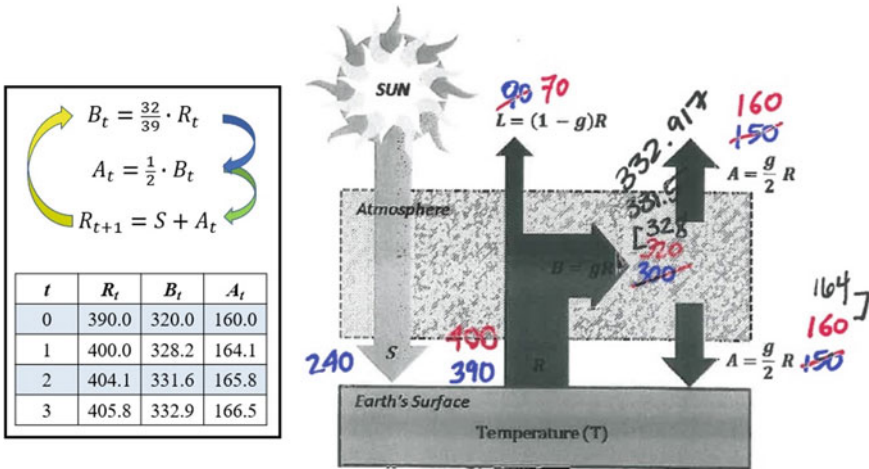 B_t = 32/39 · R_t
A_t = 1/2 · B_t
R_{t+1} = S + A_t
t R_t B_t A_t
0 390.0 320.0 160.0
1 400.0 328.2 164.1
2 404.1 331.6 165.8
3 405.8 332.9 166.5
SUN
90 70
L = (1 − g)R
332.917
331.5
328
320
300
160
150
A = g/2 R
Atmosphere
B = gR
164
160
A = g/2 R 150
240
S
400
390
R
Earth's Surface
Temperature (T)